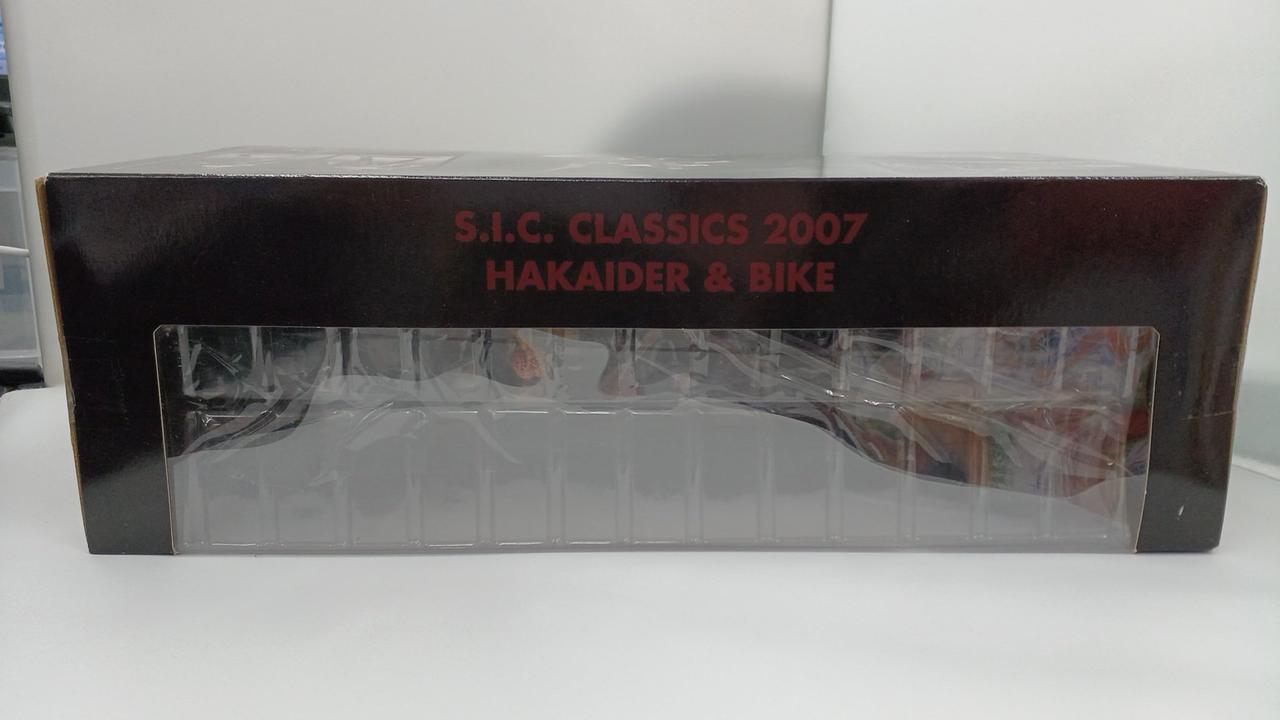 S.I.C. CLASSICS 2007
HAKAIDER & BIKE